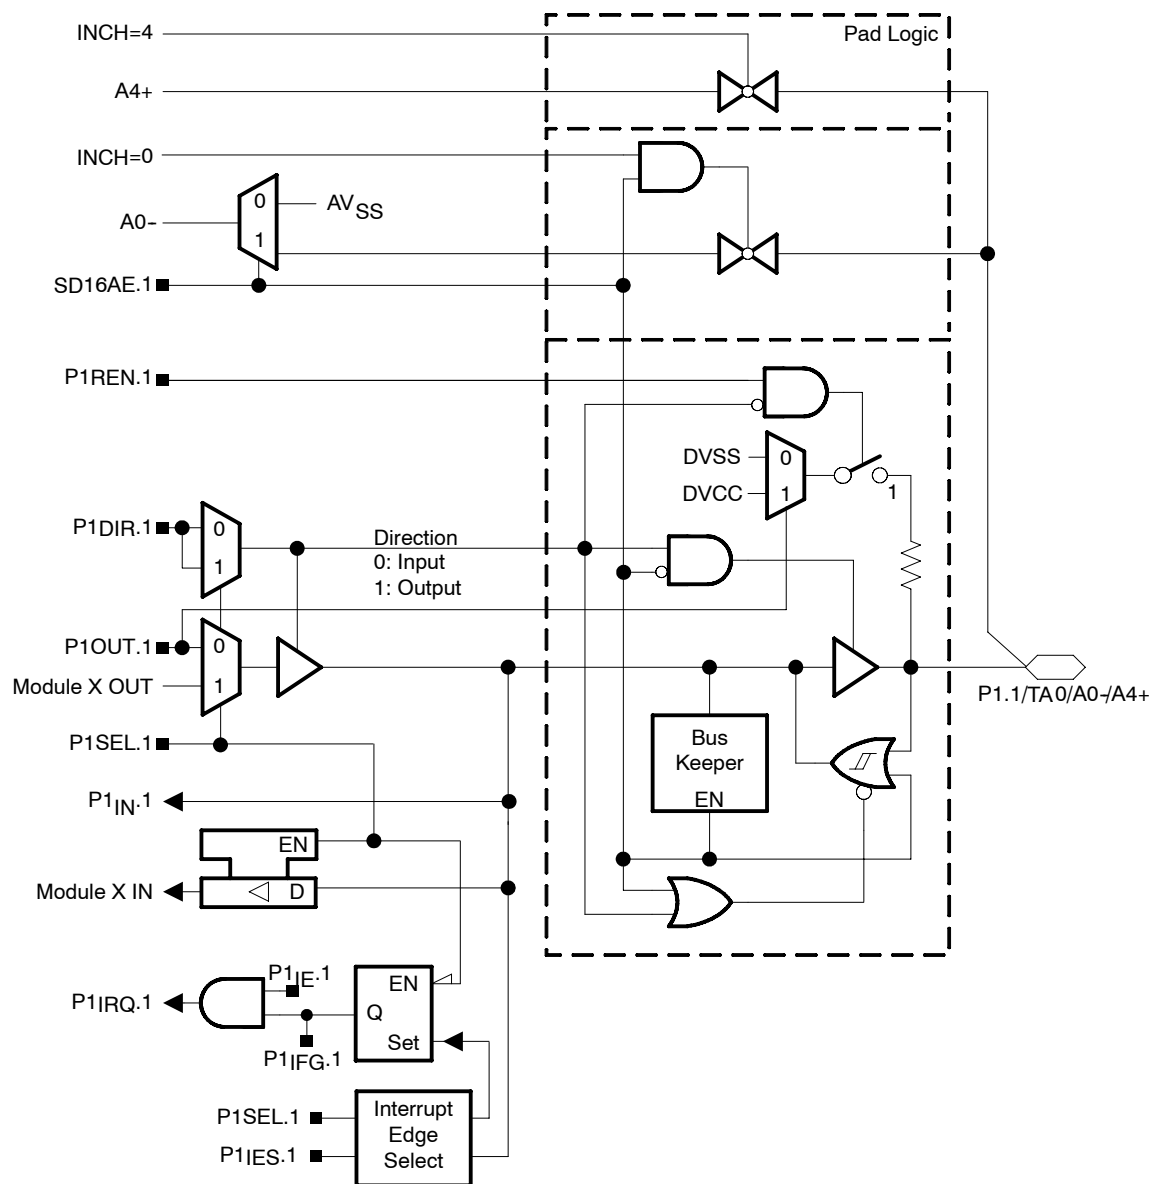 INCH=4
Pad Logic
A4+
INCH=0
0
AVSS
A0-
1
SD16AE.1
P1REN.1
DVSS
0
DVCC
1
1
P1DIR.1
0
Direction
0: Input
1: Output
1
P1OUT.1
0
Module X OUT
1
P1.1/TA0/A0-/A4+
P1SEL.1
Bus
Keeper
EN
P1IN.1
EN
Module X IN
D
P1IE.1
EN
P1IRQ.1
Q
Set
P1IFG.1
P1SEL.1
Interrupt
Edge
Select
P1IES.1